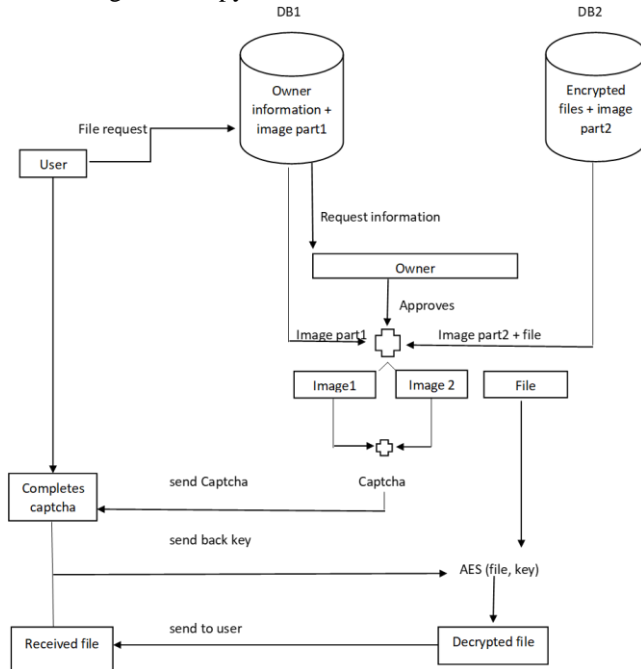 DB1
DB2
Owner
information +
image part1
Encrypted
files + image
part2
File request
User
Request information
Owner
Approves
Image part1
Image part2 + file
Image1
Image 2
File
Completes
captcha
send Captcha
Captcha
send back key
AES (file, key)
Received file
send to user
Decrypted file